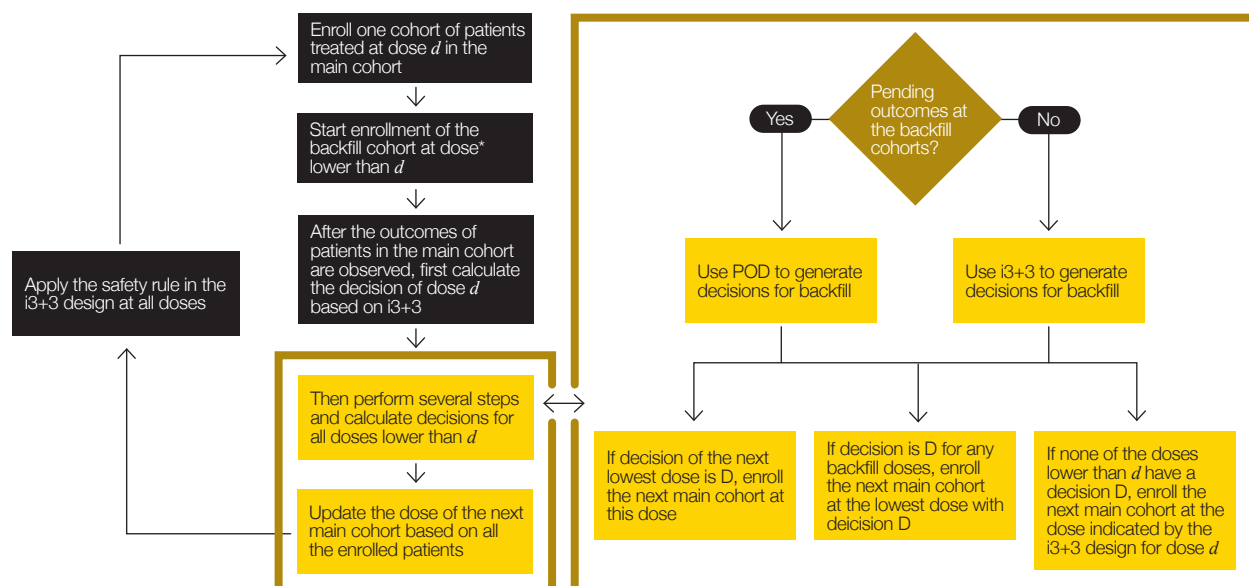 Enroll one cohort of patients
treated at dose d in the
main cohort
Start enrollment of the
backfill cohort at dose*
lower than d
After the outcomes of
patients in the main cohort
are observed, first calculate
the decision of dose d
based on i3+3
Apply the safety rule in the
i3+3 design at all doses
Then perform several steps
and calculate decisions for
all doses lower than d
Update the dose of the next
main cohort based on all
the enrolled patients
Pending
outcomes at
the backfill
cohorts?
Yes
No
Use POD to generate
decisions for backfill
Use i3+3 to generate
decisions for backfill
If decision of the next
lowest dose is D, enroll
the next main cohort at
this dose
If decision is D for any
backfill doses, enroll
the next main cohort
at the lowest dose with
deicision D
If none of the doses
lower than d have a
decision D, enroll the
next main cohort at the
dose indicated by the
i3+3 design for dose d